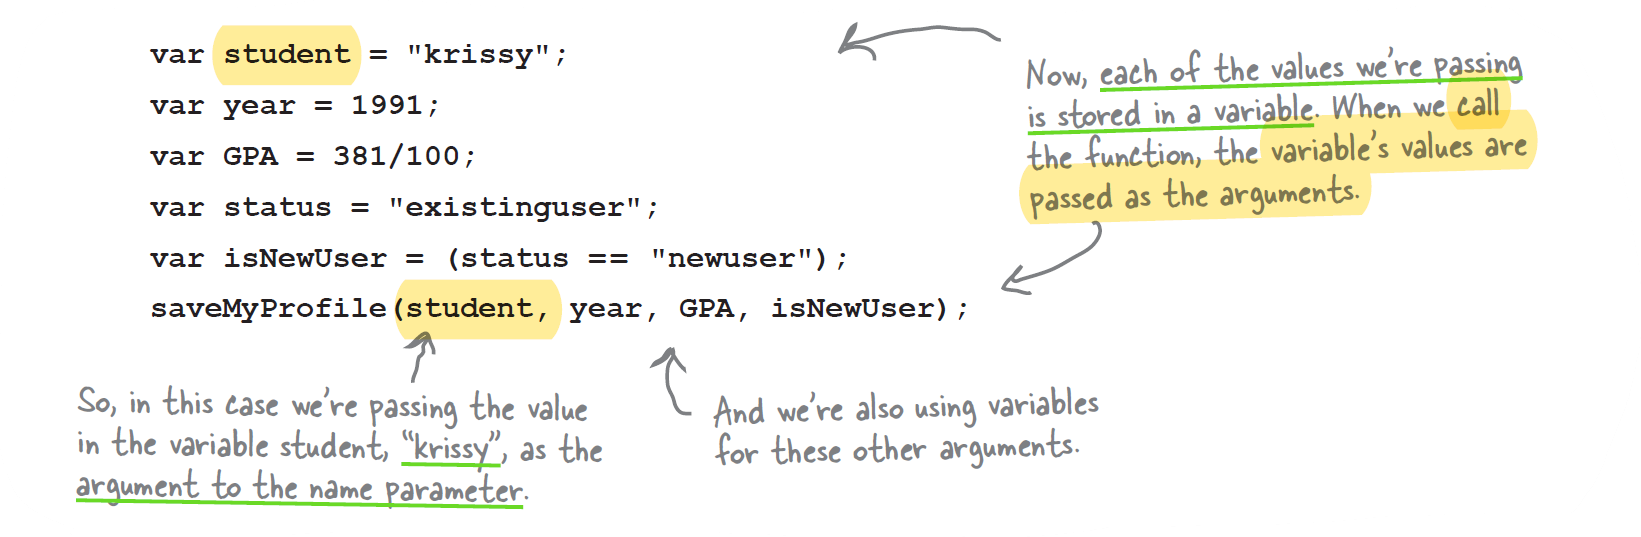 var student = "krissy";
var year = 1991;
var GPA = 381/100;
var status = "existinguser";
var isNewUser = (status == "newuser");
saveMyProfile(student, year, GPA, isNewUser);
Now, each of the values we're passing
is stored in a variable. When we call
the function, the variable's values are
passed as the arguments.
So, in this case we're passing the value
in the variable student, “krissy”, as the
argument to the name parameter.
And we're also using variables
for these other arguments.